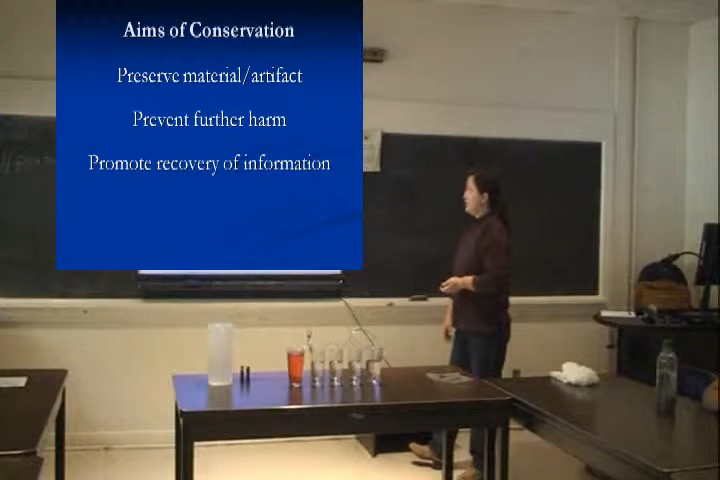 Aims of Conservation
Preserve material/artifact
Prevent further harm
Promote recovery of information